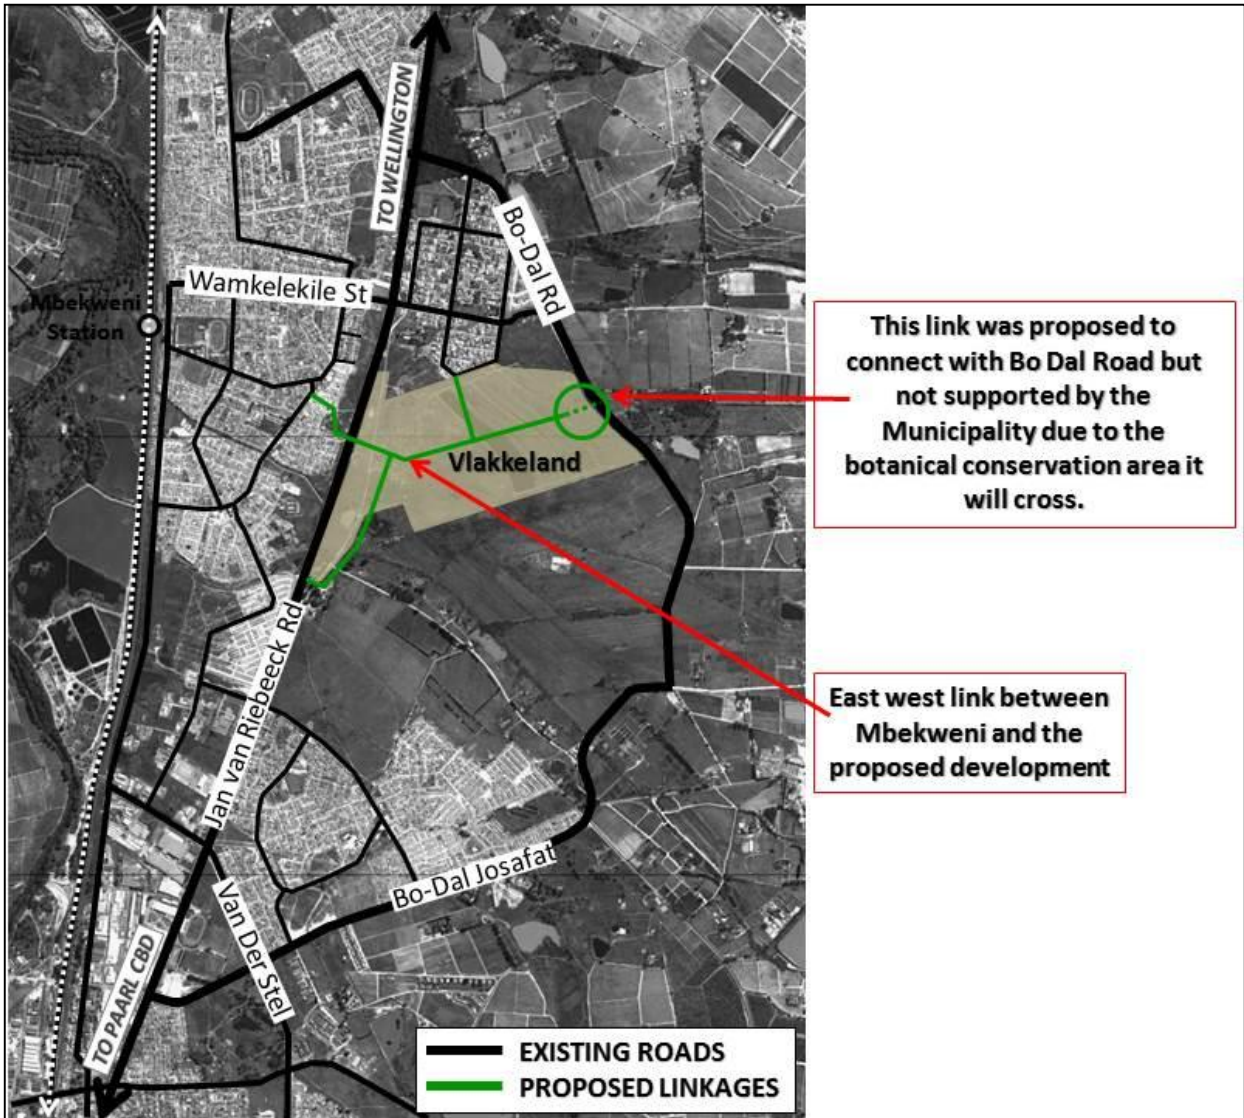 TO WELLINGTON
Bo-Dal Rd
Wamkelekile St
Mbekweni
Station
This link was proposed to
connect with Bo Dal Road but
not supported by the
Municipality due to the
botanical conservation area it
will cross.
Vlakkeland
Jan van Riebeeck Rd
East west link between
Mbekweni and the
proposed development
Bo-Dal Josafat
Van Der Stel
TO PAARL CBD
EXISTING ROADS
PROPOSED LINKAGES